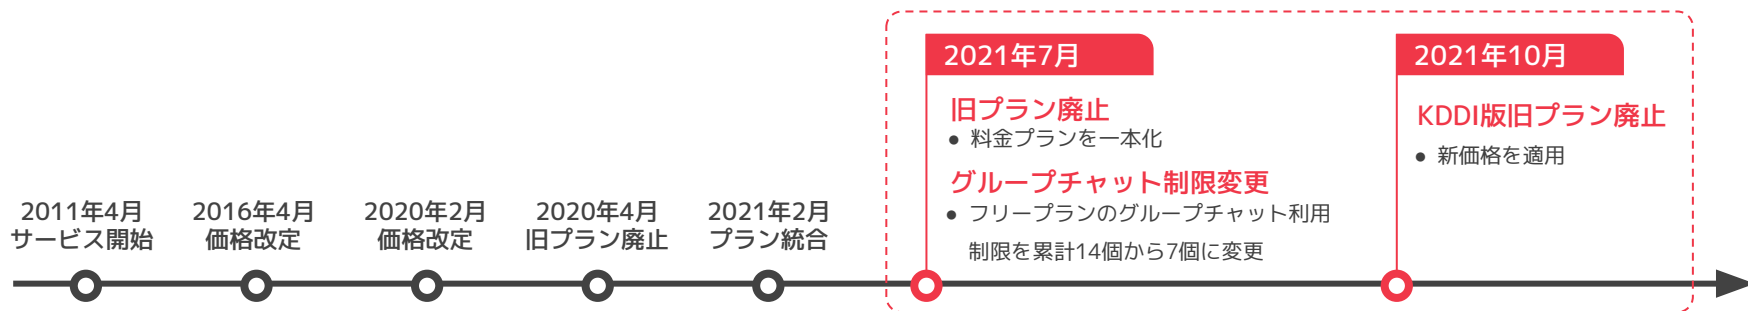 2011年4月
サービス開始
2016年4月
価格改定
2020年2月
価格改定
2020年4月
旧プラン廃止
2021年2月
プラン統合
2021年7月
旧プラン廃止
● 料金プランを一本化
グループチャット制限変更
● フリープランのグループチャット利用
制限を累計14個から7個に変更
2021年10月
KDDI版旧プラン廃止
● 新価格を適用